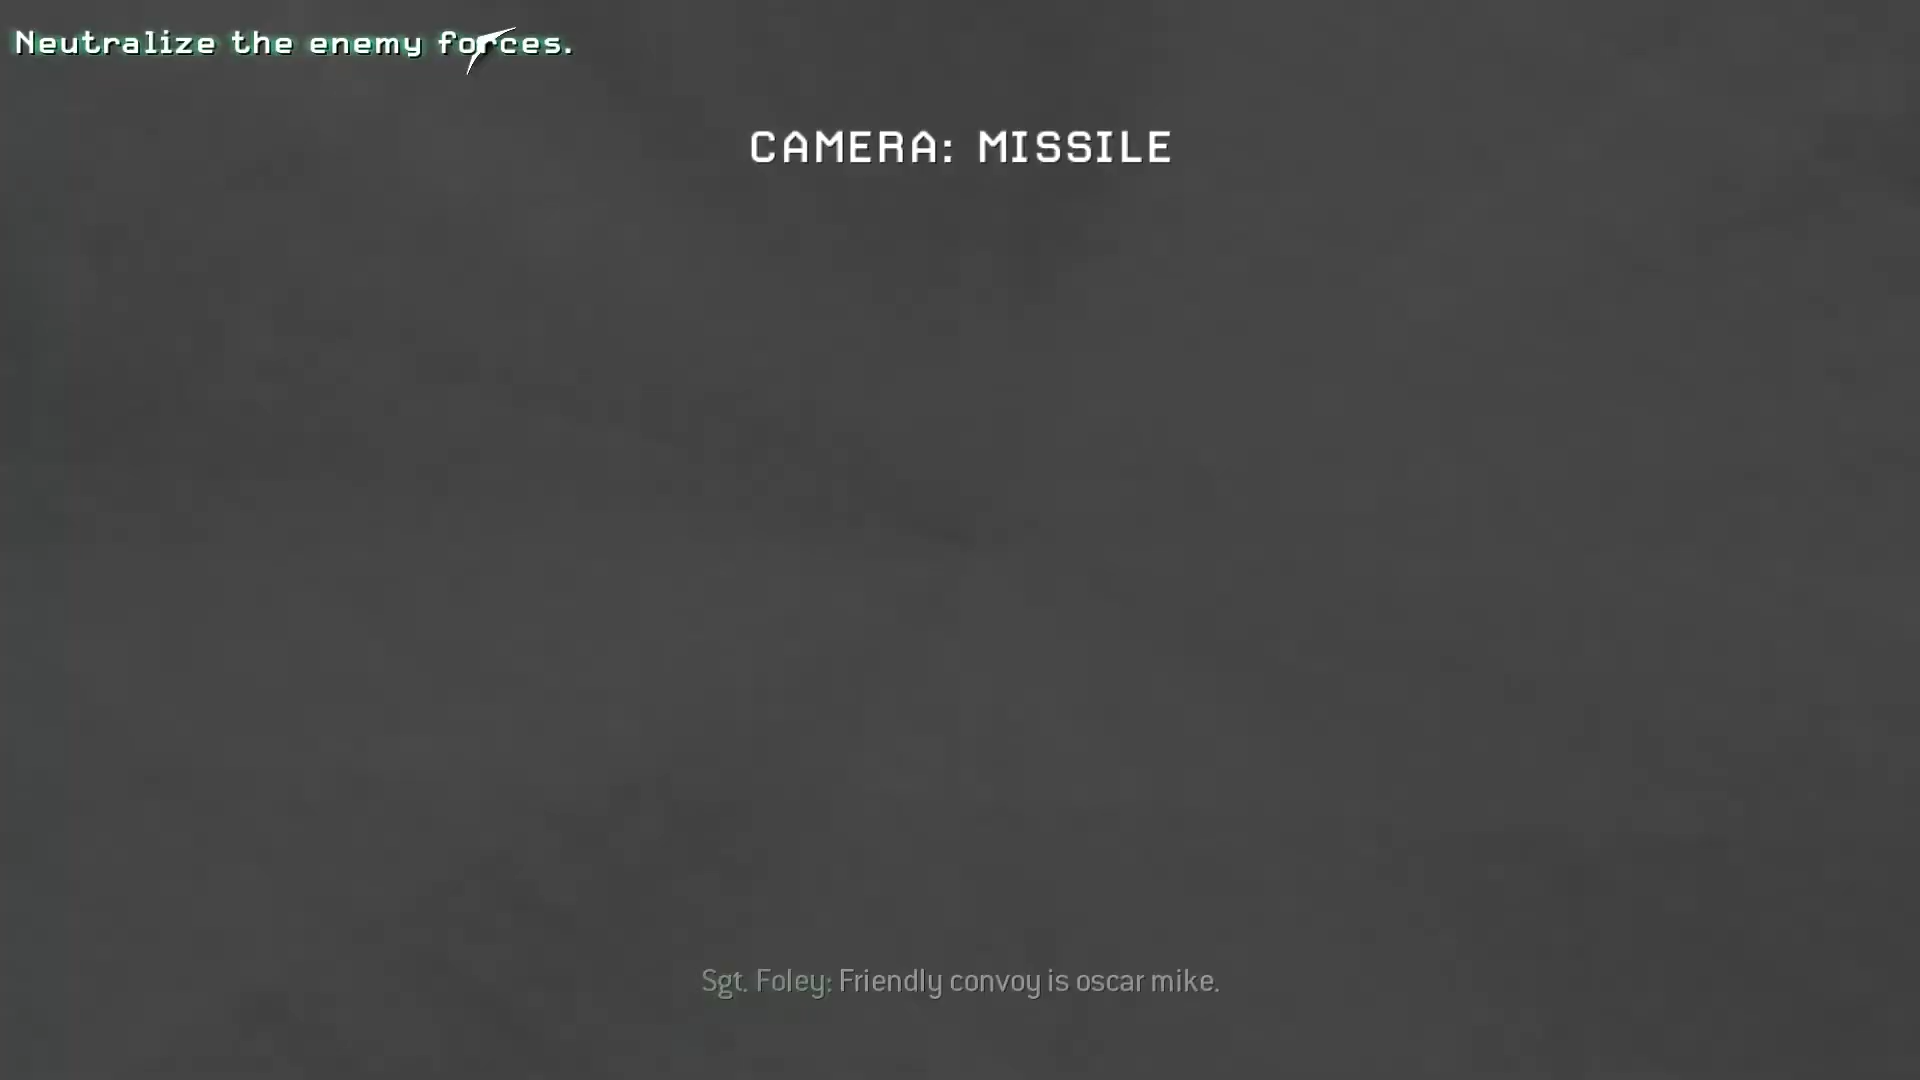 Neutralize the enemy forces.
CAMERA: MISSILE
Sgt. Foley: Friendly convoy is oscar mike.